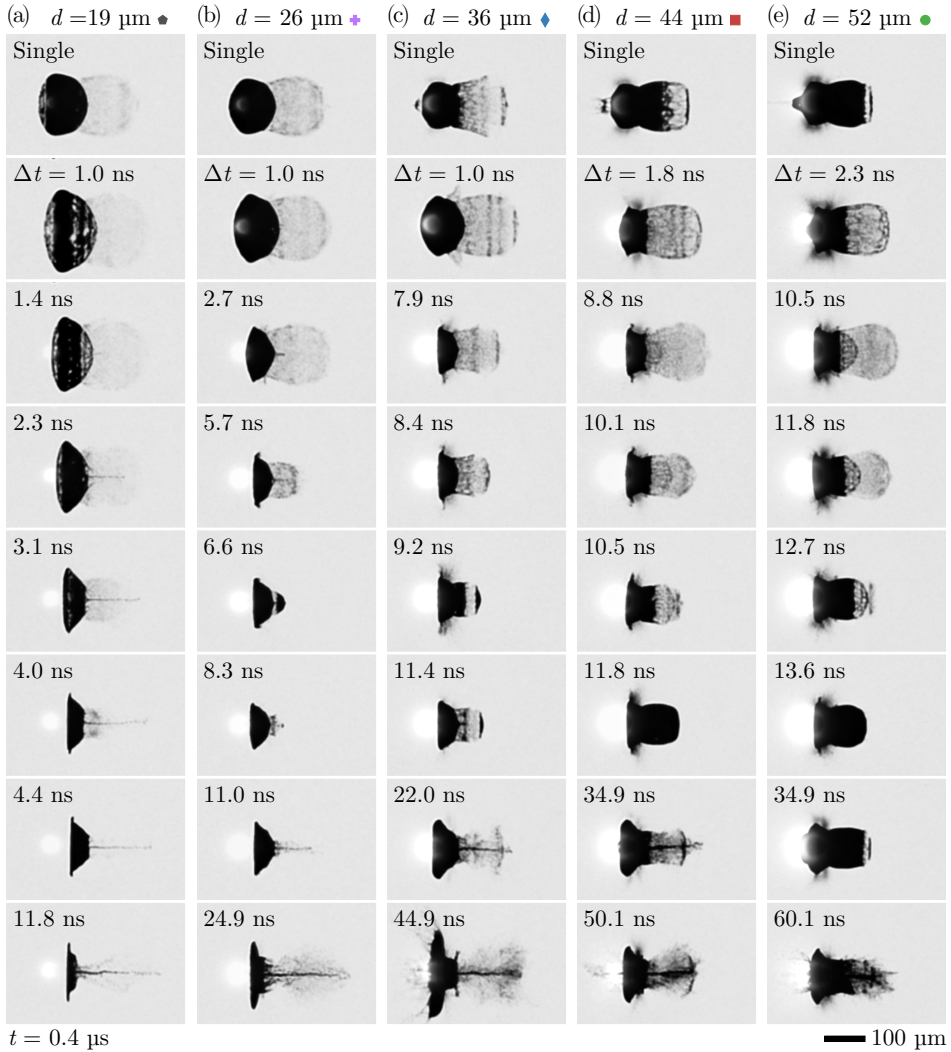 (a) d =19 µm (b) d = 26 µm (c) d = 36 µm (d) d = 44 µm (e) d = 52 µm
Single Single Single Single Single
Δt = 1.0 ns Δt = 1.0 ns Δt = 1.0 ns Δt = 1.8 ns Δt = 2.3 ns
1.4 ns 2.7 ns 7.9 ns 8.8 ns 10.5 ns
2.3 ns 5.7 ns 8.4 ns 10.1 ns 11.8 ns
3.1 ns 6.6 ns 9.2 ns 10.5 ns 12.7 ns
4.0 ns 8.3 ns 11.4 ns 11.8 ns 13.6 ns
4.4 ns 11.0 ns 22.0 ns 34.9 ns 34.9 ns
11.8 ns 24.9 ns 44.9 ns 50.1 ns 60.1 ns
t = 0.4 µs 100 µm